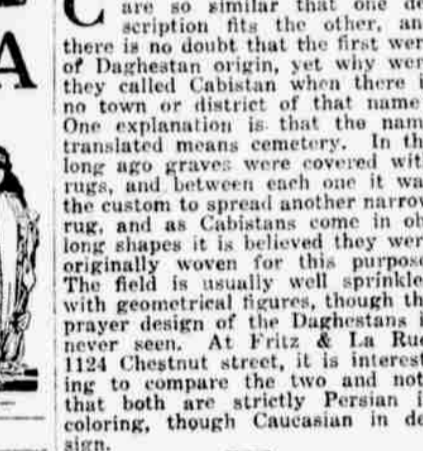 A
C are so similar that one de
scription fits the other, an
there is no doubt that the first wer
of Daghestan origin, yet why wer
they called Cabistan when there i
no town or district of that name
One explanation is that the nam
translated means cemetery. In th
long ago graves were covered wit
rugs, and between each one it wa
the custom to spread another narrow
rug, and as Cabistans come in ob
long shapes it is believed they wer
originally woven for this purpose
The field is usually well sprinkle
with geometrical figures, though th
prayer design of the Daghestans i
never seen. At Fritz & La Rue
1124 Chestnut street, it is interest
ing to compare the two and not
that both are strictly Persian i
coloring, though Caucasian in de
sign.